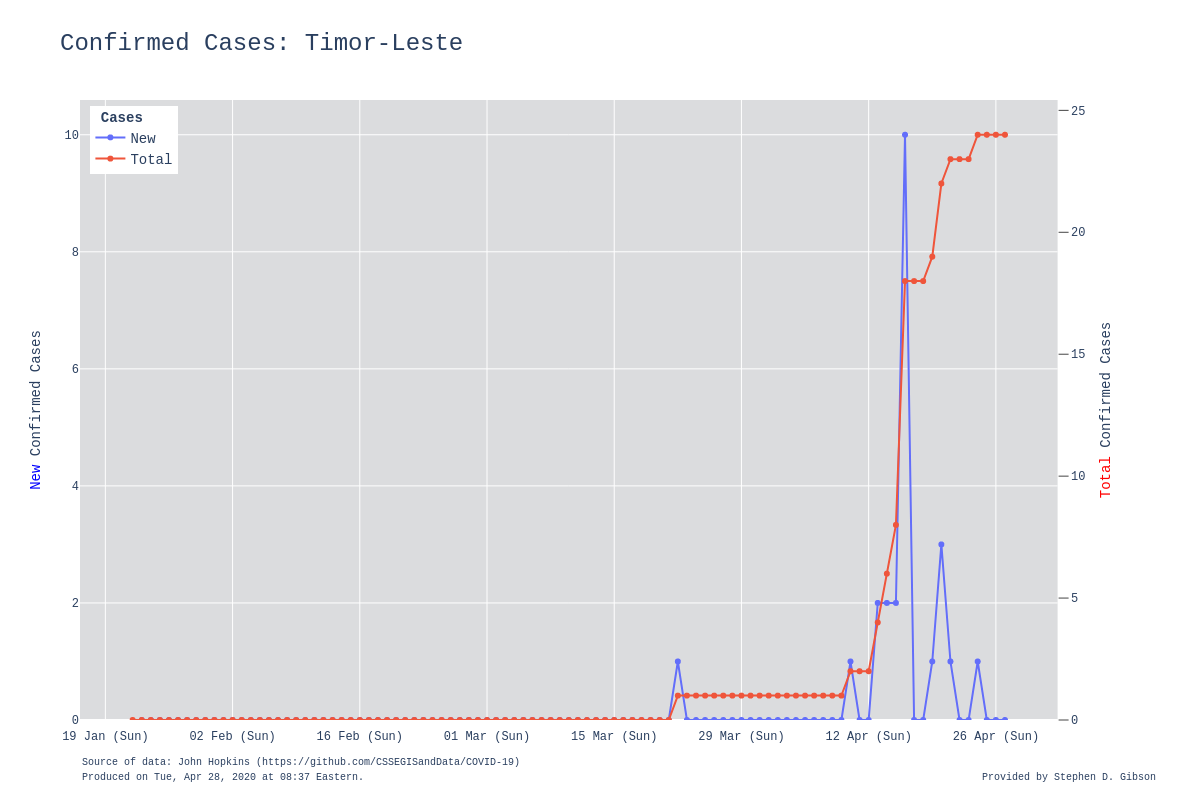 Confirmed Cases: Timor-Leste
Cases
New
Total
10
8
6
4
2
0
25
20
15
10
5
0
New Confirmed Cases
Total Confirmed Cases
19 Jan (Sun)
02 Feb (Sun)
16 Feb (Sun)
01 Mar (Sun)
15 Mar (Sun)
29 Mar (Sun)
12 Apr (Sun)
26 Apr (Sun)
Source of data: John Hopkins (https://github.com/CSSEGISandData/COVID-19)
Produced on Tue, Apr 28, 2020 at 08:37 Eastern.
Provided by Stephen D. Gibson